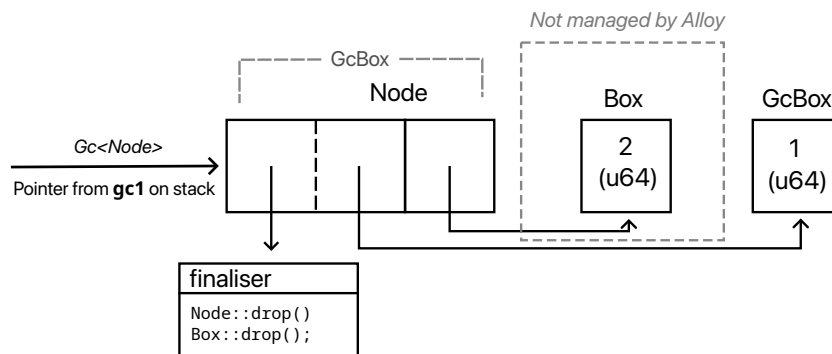 Not managed by Alloy
GcBox
Node
Box
GcBox
Gc<Node>
Pointer from gc1 on stack
2
(u64)
1
(u64)
finaliser
Node::drop()
Box::drop();